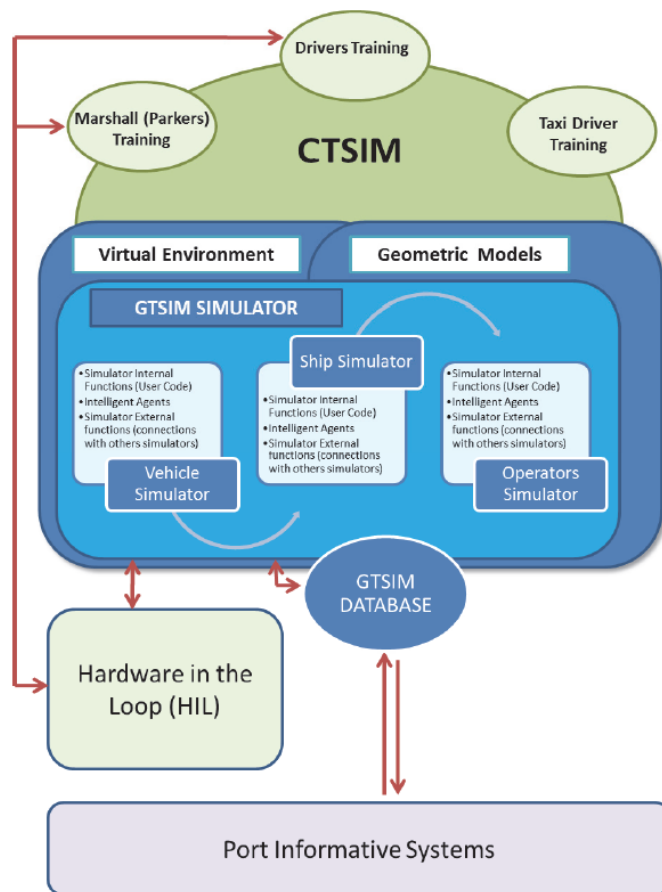 Drivers Training
Marshall (Parkers)
Training
Taxi Driver
Training
CTSIM
Virtual Environment
Geometric Models
GTSIM SIMULATOR
•Simulator Internal
Functions (User Code)
•Intelligent Agents
•Simulator External
functions (connections
with others simulators)
Vehicle
Simulator
Ship Simulator
•Simulator Internal
Functions (User Code)
•Intelligent Agents
•Simulator External
functions (connections
with others simulators)
•Simulator Internal
Functions (User Code)
•Intelligent Agents
•Simulator External
functions (connections
with others simulators)
Operators
Simulator
GTSIM
DATABASE
Hardware in the
Loop (HIL)
Port Informative Systems